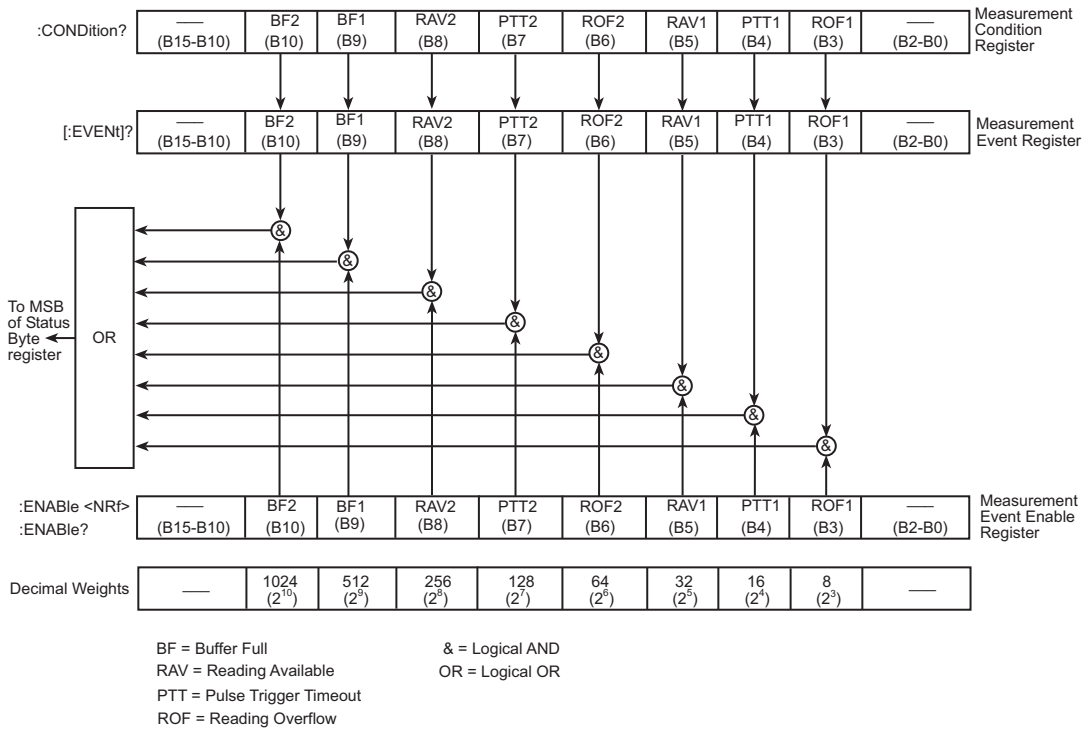 :CONDition?
—— BF2 BF1 RAV2 PTT2 ROF2 RAV1 PTT1 ROF1 ——
(B15-B10) (B10) (B9) (B8) (B7 (B6) (B5) (B4) (B3) (B2-B0)
Measurement
Condition
Register
[:EVENt]?
—— BF2 BF1 RAV2 PTT2 ROF2 RAV1 PTT1 ROF1 ——
(B15-B10) (B10) (B9) (B8) (B7) (B6) (B5) (B4) (B3) (B2-B0)
Measurement
Event Register
&
&
&
&
&
&
&
&
To MSB
of Status
Byte
register
OR
:ENABle <NRf>
:ENABle?
—— BF2 BF1 RAV2 PTT2 ROF2 RAV1 PTT1 ROF1 ——
(B15-B10) (B10) (B9) (B8) (B7) (B6) (B5) (B4) (B3) (B2-B0)
Measurement
Event Enable
Register
Decimal Weights
—— 1024 512 256 128 64 32 16 8 ——
(2¹⁰) (2⁹) (2⁸) (2⁷) (2⁶) (2⁵) (2⁴) (2³)
BF = Buffer Full
RAV = Reading Available
PTT = Pulse Trigger Timeout
ROF = Reading Overflow
& = Logical AND
OR = Logical OR